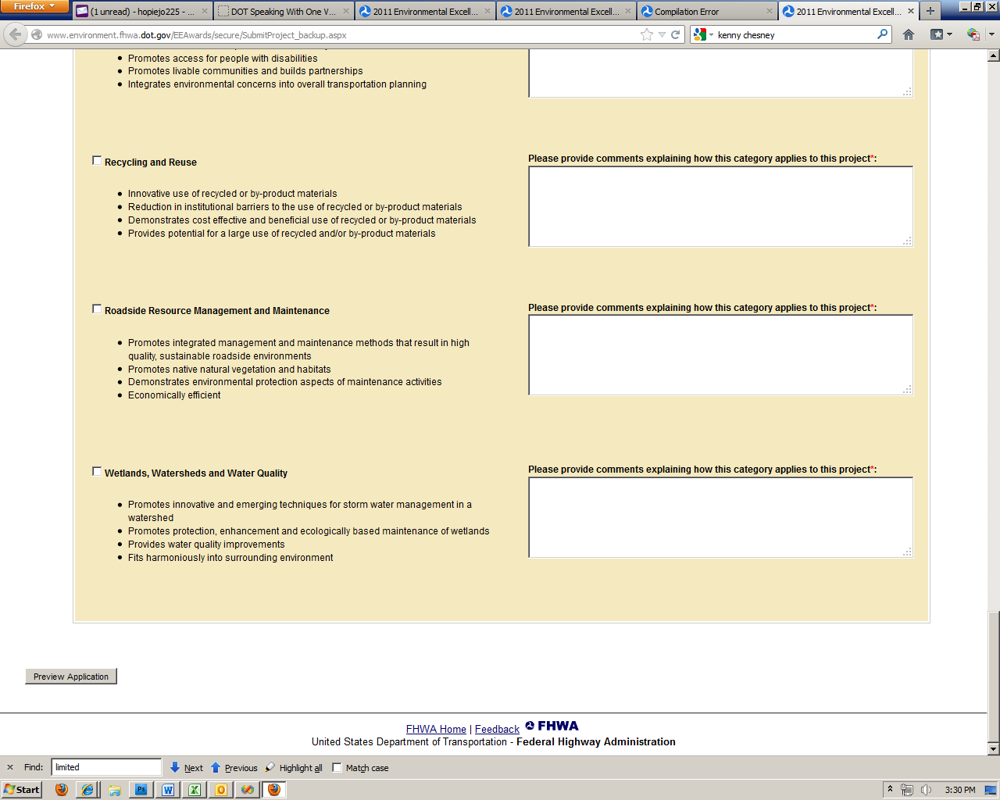 Firefox
(1 unread) - hopiejo225 - ...
DOT Speaking With One V...
2011 Environmental Excell...
2011 Environmental Excell...
Compilation Error
2011 Environmental Excell...
www.environment.fhwa.dot.gov/EEAwards/secure/SubmitProject_backup.aspx
kenny chesney
Promotes access for people with disabilities
Promotes livable communities and builds partnerships
Integrates environmental concerns into overall transportation planning
Recycling and Reuse
Please provide comments explaining how this category applies to this project*:
Innovative use of recycled or by-product materials
Reduction in institutional barriers to the use of recycled or by-product materials
Demonstrates cost effective and beneficial use of recycled or by-product materials
Provides potential for a large use of recycled and/or by-product materials
Roadside Resource Management and Maintenance
Please provide comments explaining how this category applies to this project*:
Promotes integrated management and maintenance methods that result in high
quality, sustainable roadside environments
Promotes native natural vegetation and habitats
Demonstrates environmental protection aspects of maintenance activities
Economically efficient
Wetlands, Watersheds and Water Quality
Please provide comments explaining how this category applies to this project*:
Promotes innovative and emerging techniques for storm water management in a
watershed
Promotes protection, enhancement and ecologically based maintenance of wetlands
Provides water quality improvements
Fits harmoniously into surrounding environment
Preview Application
FHWA Home | Feedback FHWA
United States Department of Transportation - Federal Highway Administration
Find: limited Next Previous Highlight all Match case
Start Ps 3:30 PM